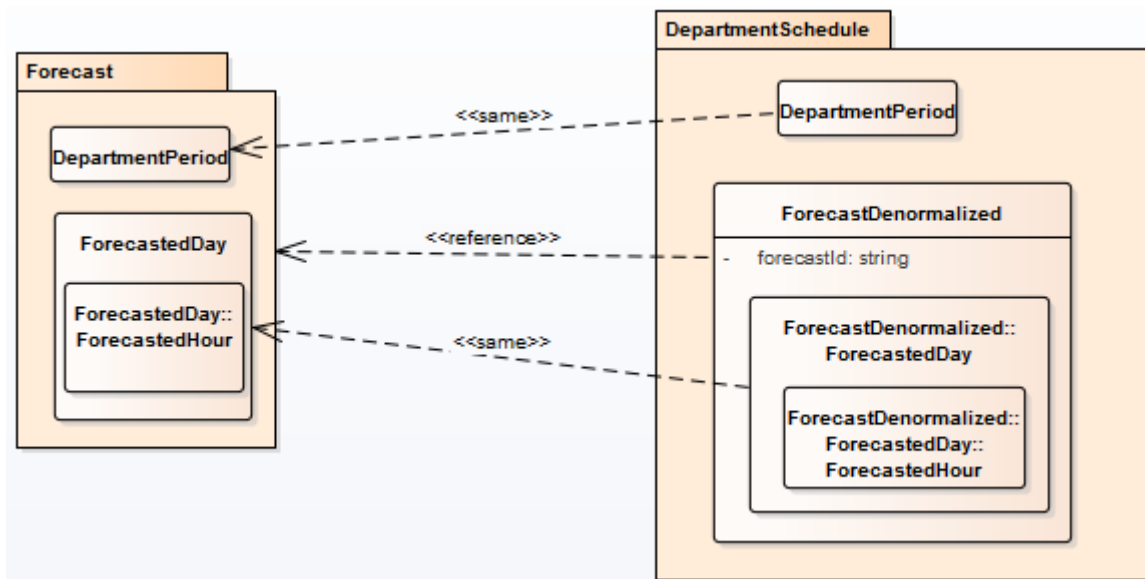 DepartmentSchedule
Forecast
DepartmentPeriod
<<same>>
DepartmentPeriod
ForecastDenormalized
ForecastedDay
<<reference>>
- forecastId: string
ForecastedDay::
ForecastedHour
ForecastDenormalized::
ForecastedDay
<<same>>
ForecastDenormalized::
ForecastedDay::
ForecastedHour